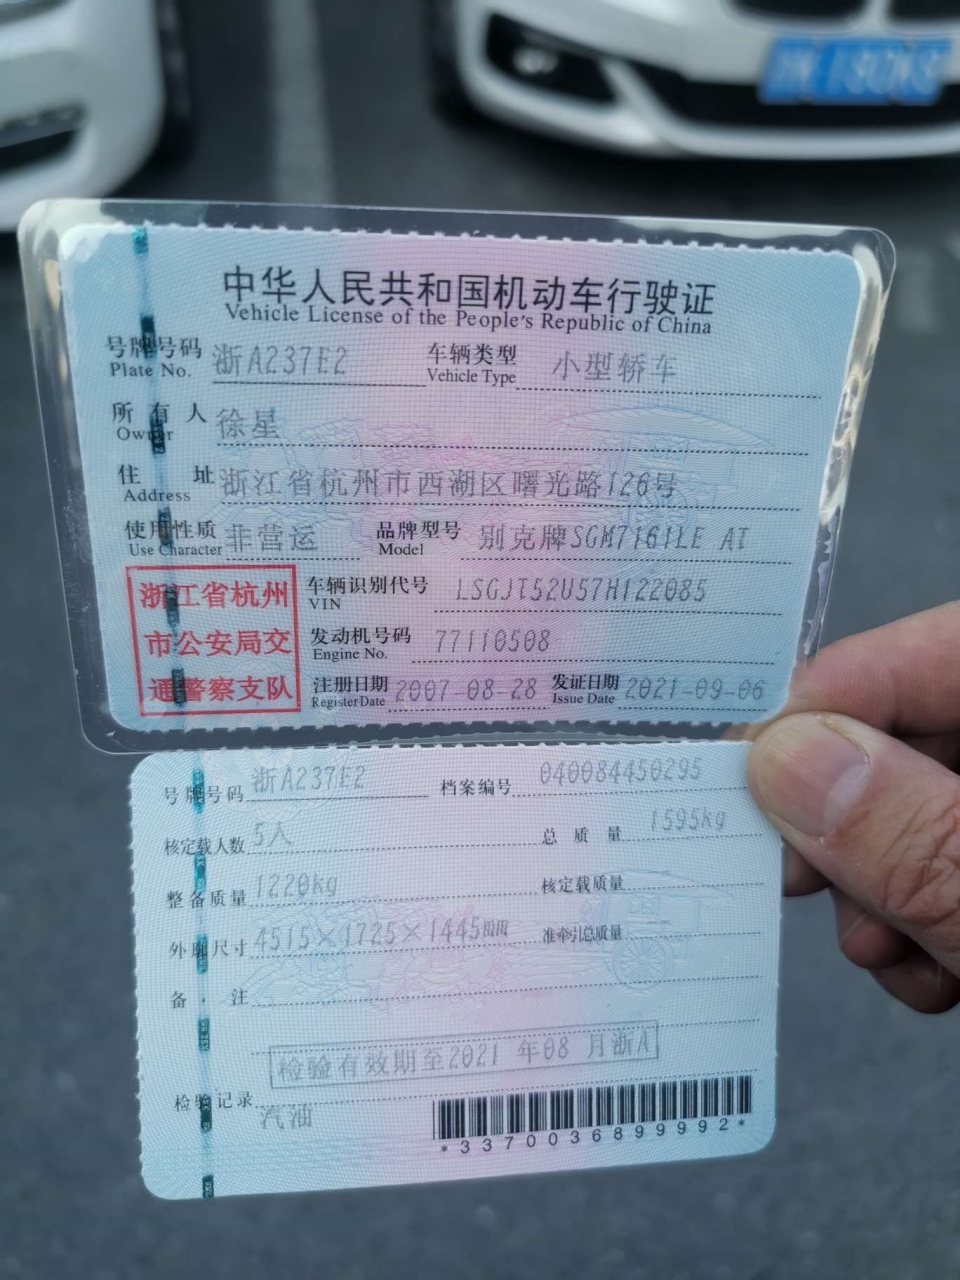 中华人民共和国机动车行驶证
Vehicle License of the People's Republic of China
号牌号码 浙A237E2 车辆类型 小型轿车
Plate No. Vehicle Type
所有人 徐星
Owner
住址 浙江省杭州市西湖区曙光路126号
Address
使用性质 非营运 品牌型号 别克牌SGM7161LE AT
Use Character Model
浙江省杭州
市公安局交
通警察支队
车辆识别代号 LSGJT52U57H122085
VIN
发动机号码 77110508
Engine No.
注册日期 2007-08-28 发证日期 2021-09-06
Register Date Issue Date
号牌号码 浙A237E2 档案编号 040084450295
核定载人数 5人 总质量 1595kg
整备质量 1220kg 核定载质量
外廓尺寸 4515×1725×1445mm 准牵引总质量
备注
检验有效期至2021 年08 月浙A
检验记录
汽油
*3370036899992*